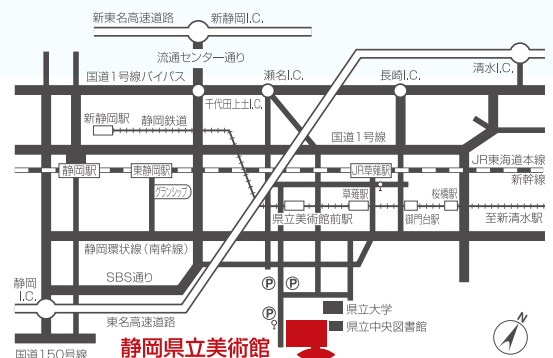 新東名高速道路
新静岡I.C.
流通センター通り
清水I.C.
国道1号線バイパス
瀬名I.C.
長崎I.C.
千代田上土I.C.
新静岡駅
静岡鉄道
国道1号線
JR東海道本線
静岡駅
東静岡駅
JR草薙駅
新幹線
グランシップ
草薙駅
桜橋駅
県立美術館前駅
御門台駅
至新清水駅
静岡環状線(南幹線)
SBS通り
静岡
I.C.
P
P
P
県立大学
東名高速道路
県立中央図書館
N
静岡県立美術館
国道150号線